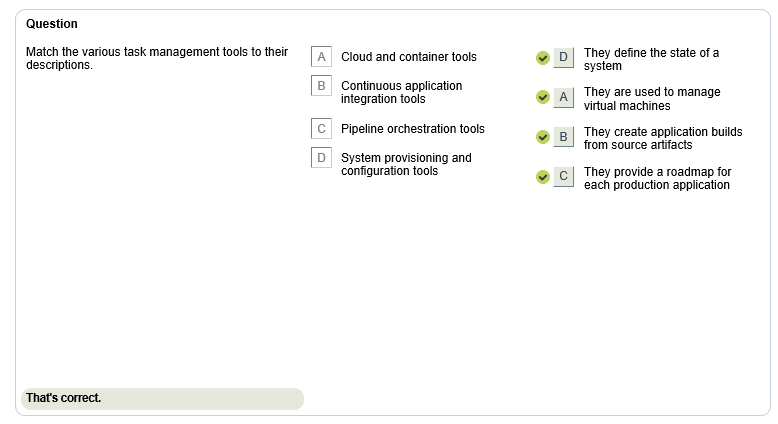 Question
Match the various task management tools to their
descriptions.
A Cloud and container tools
B Continuous application
integration tools
C Pipeline orchestration tools
D System provisioning and
configuration tools
D They define the state of a
system
A They are used to manage
virtual machines
B They create application builds
from source artifacts
C They provide a roadmap for
each production application
That's correct.